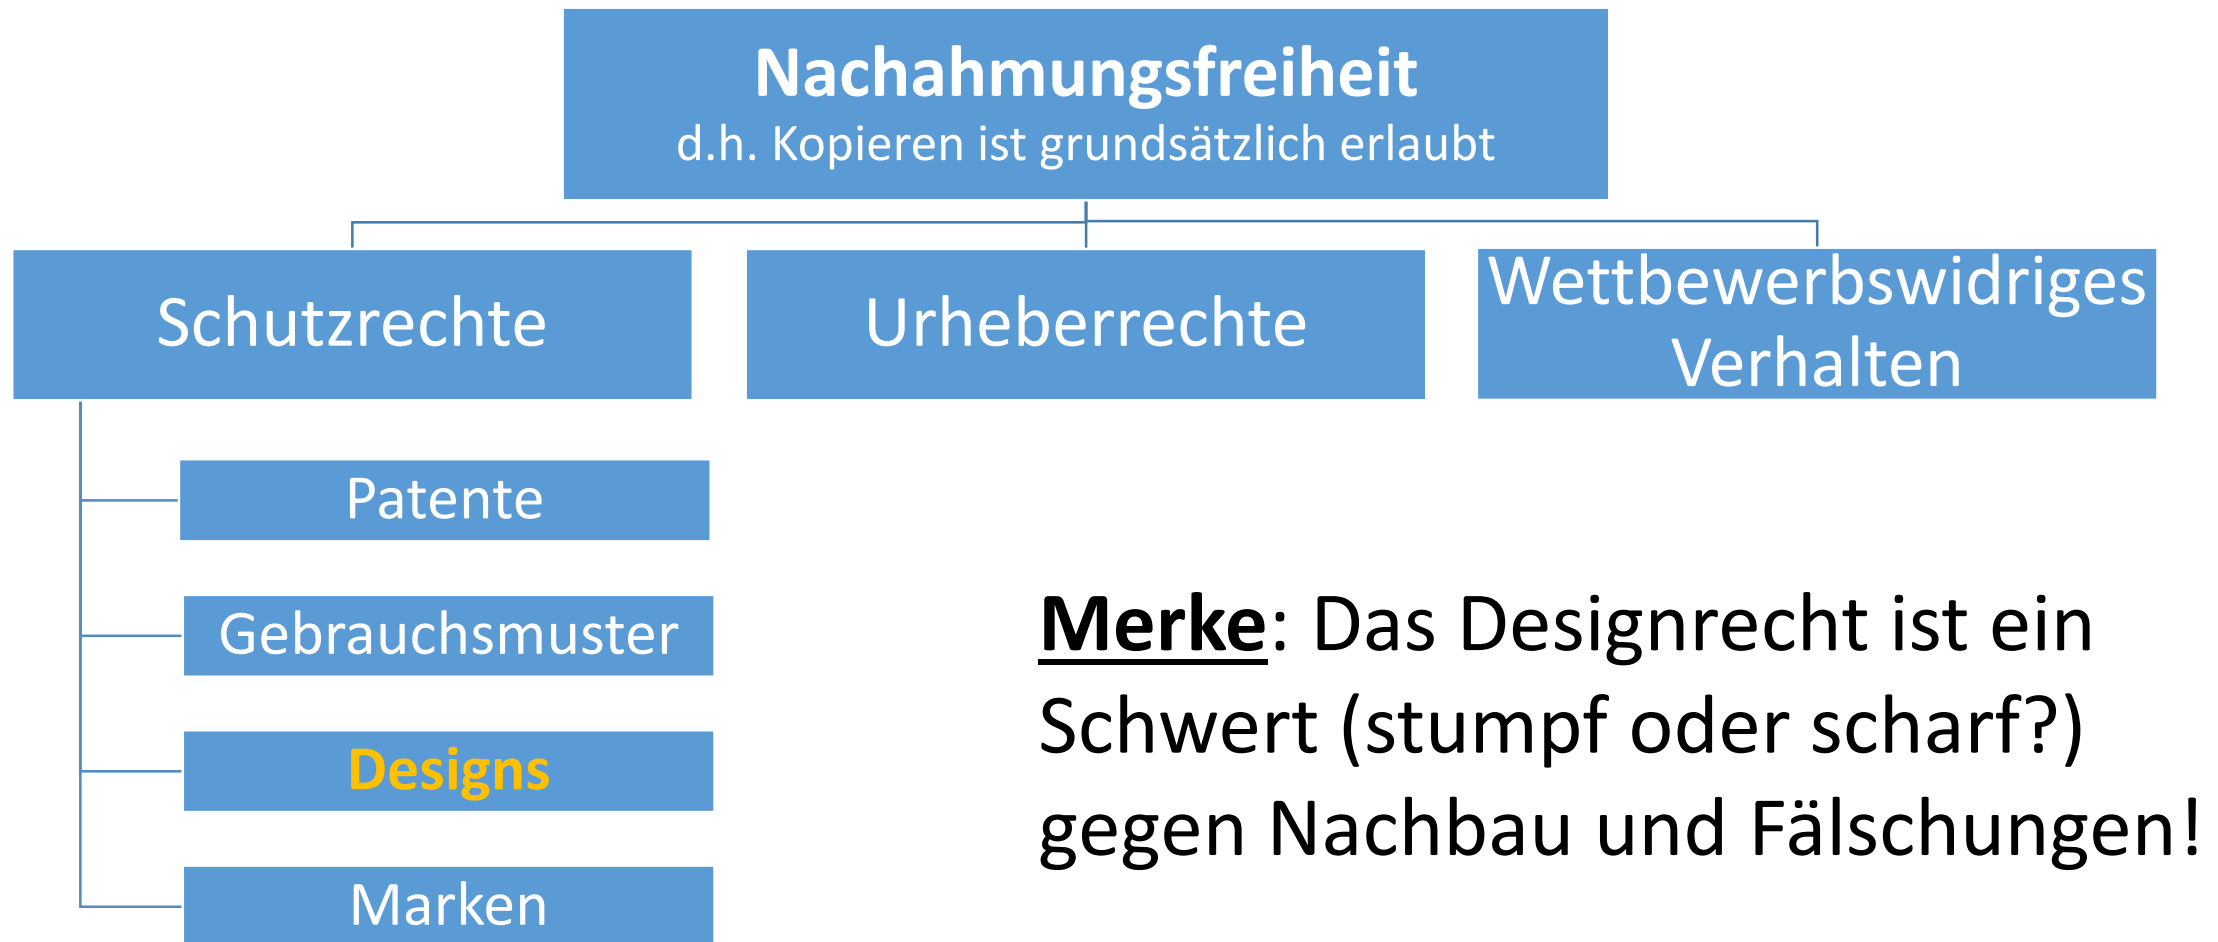 Nachahmungsfreiheit
d.h. Kopieren ist grundsätzlich erlaubt
Schutzrechte
Urheberrechte
Wettbewerbswidriges
Verhalten
Patente
Gebrauchsmuster
Designs
Marken
Merke: Das Designrecht ist ein
Schwert (stumpf oder scharf?)
gegen Nachbau und Fälschungen!